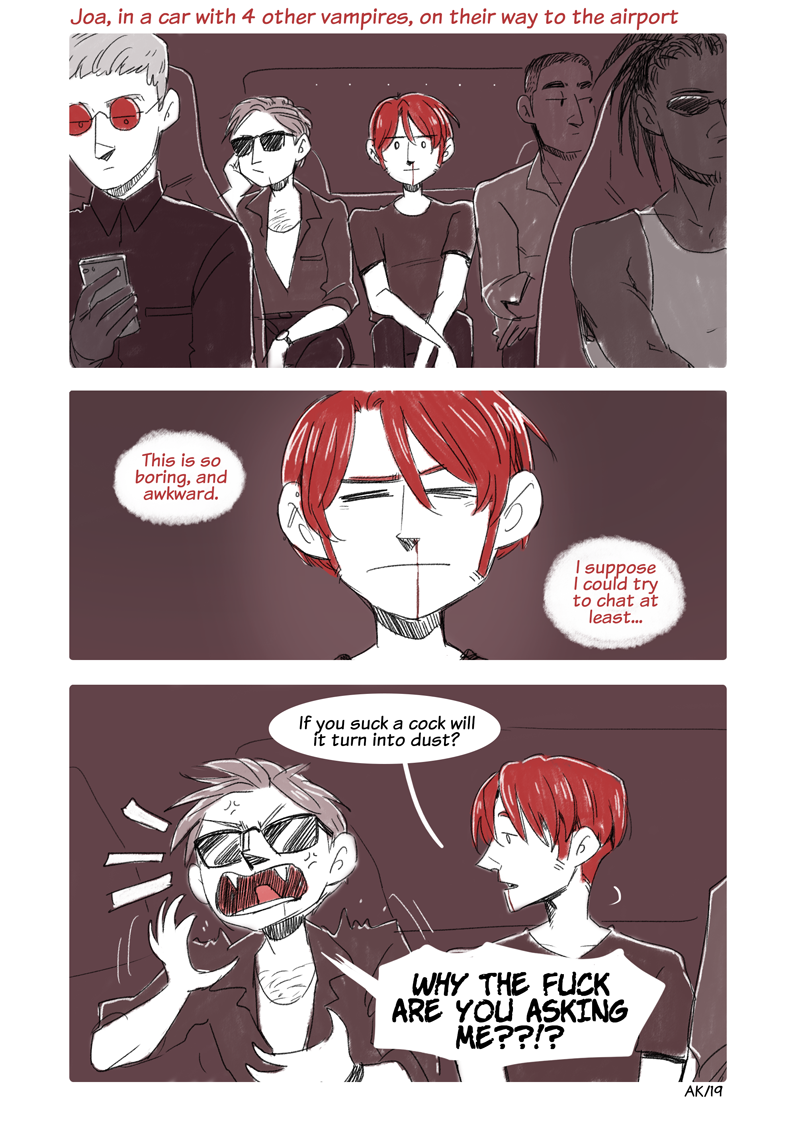 Joa, in a car with 4 other vampires, on their way to the airport
This is so
boring, and
awkward.
I suppose
I could try
to chat at
least...
If you suck a cock will
it turn into dust?
WHY THE FUCK
ARE YOU ASKING
ME??!?
AK/19